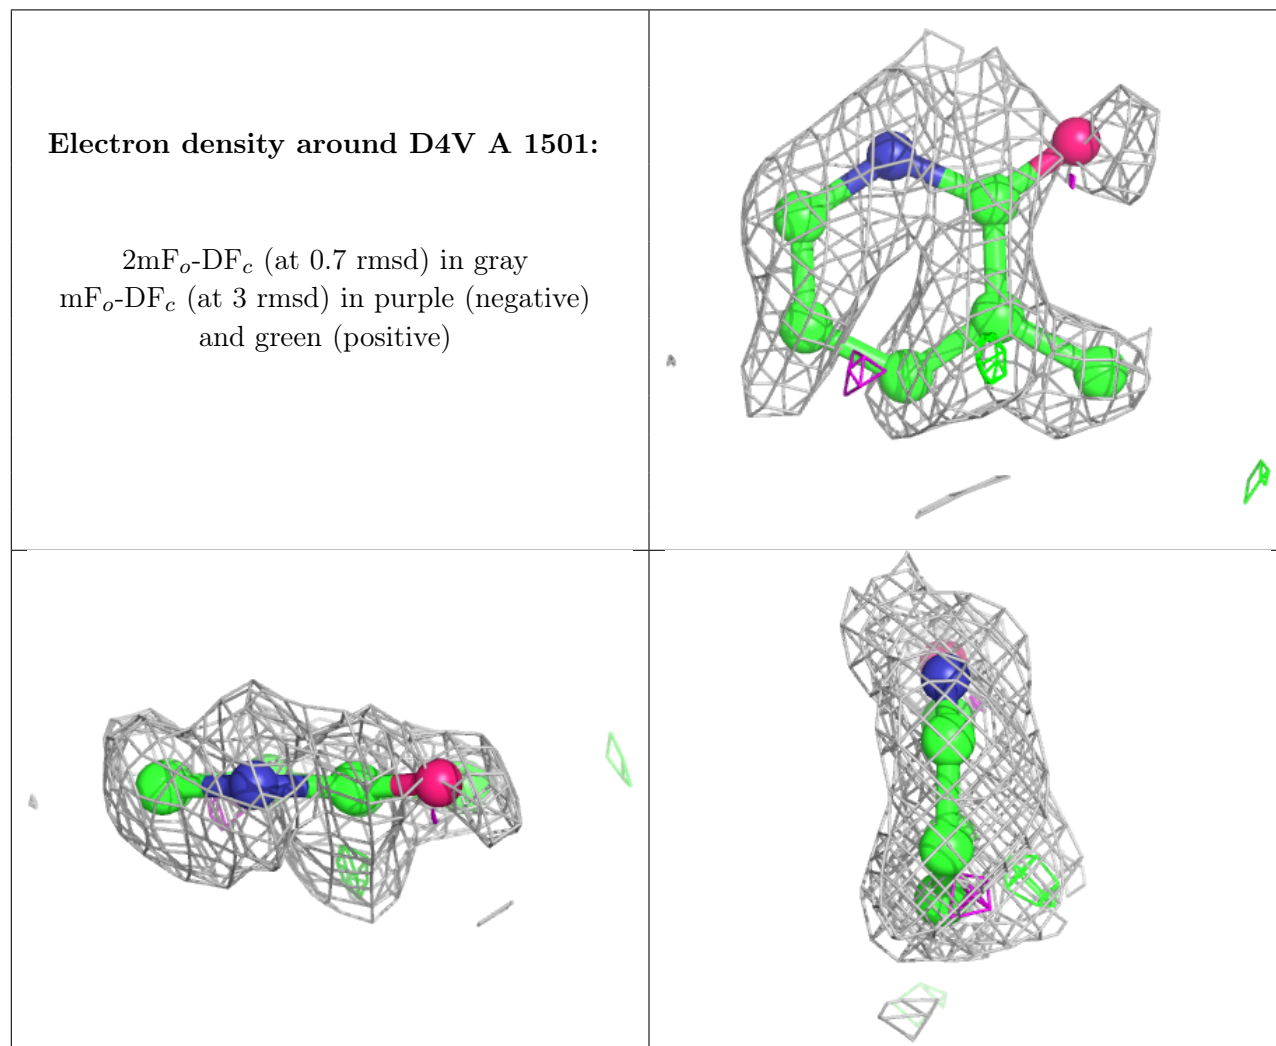 Electron density around D4V A 1501:
2mFₒ-DF𝒸 (at 0.7 rmsd) in gray
mFₒ-DF𝒸 (at 3 rmsd) in purple (negative)
and green (positive)